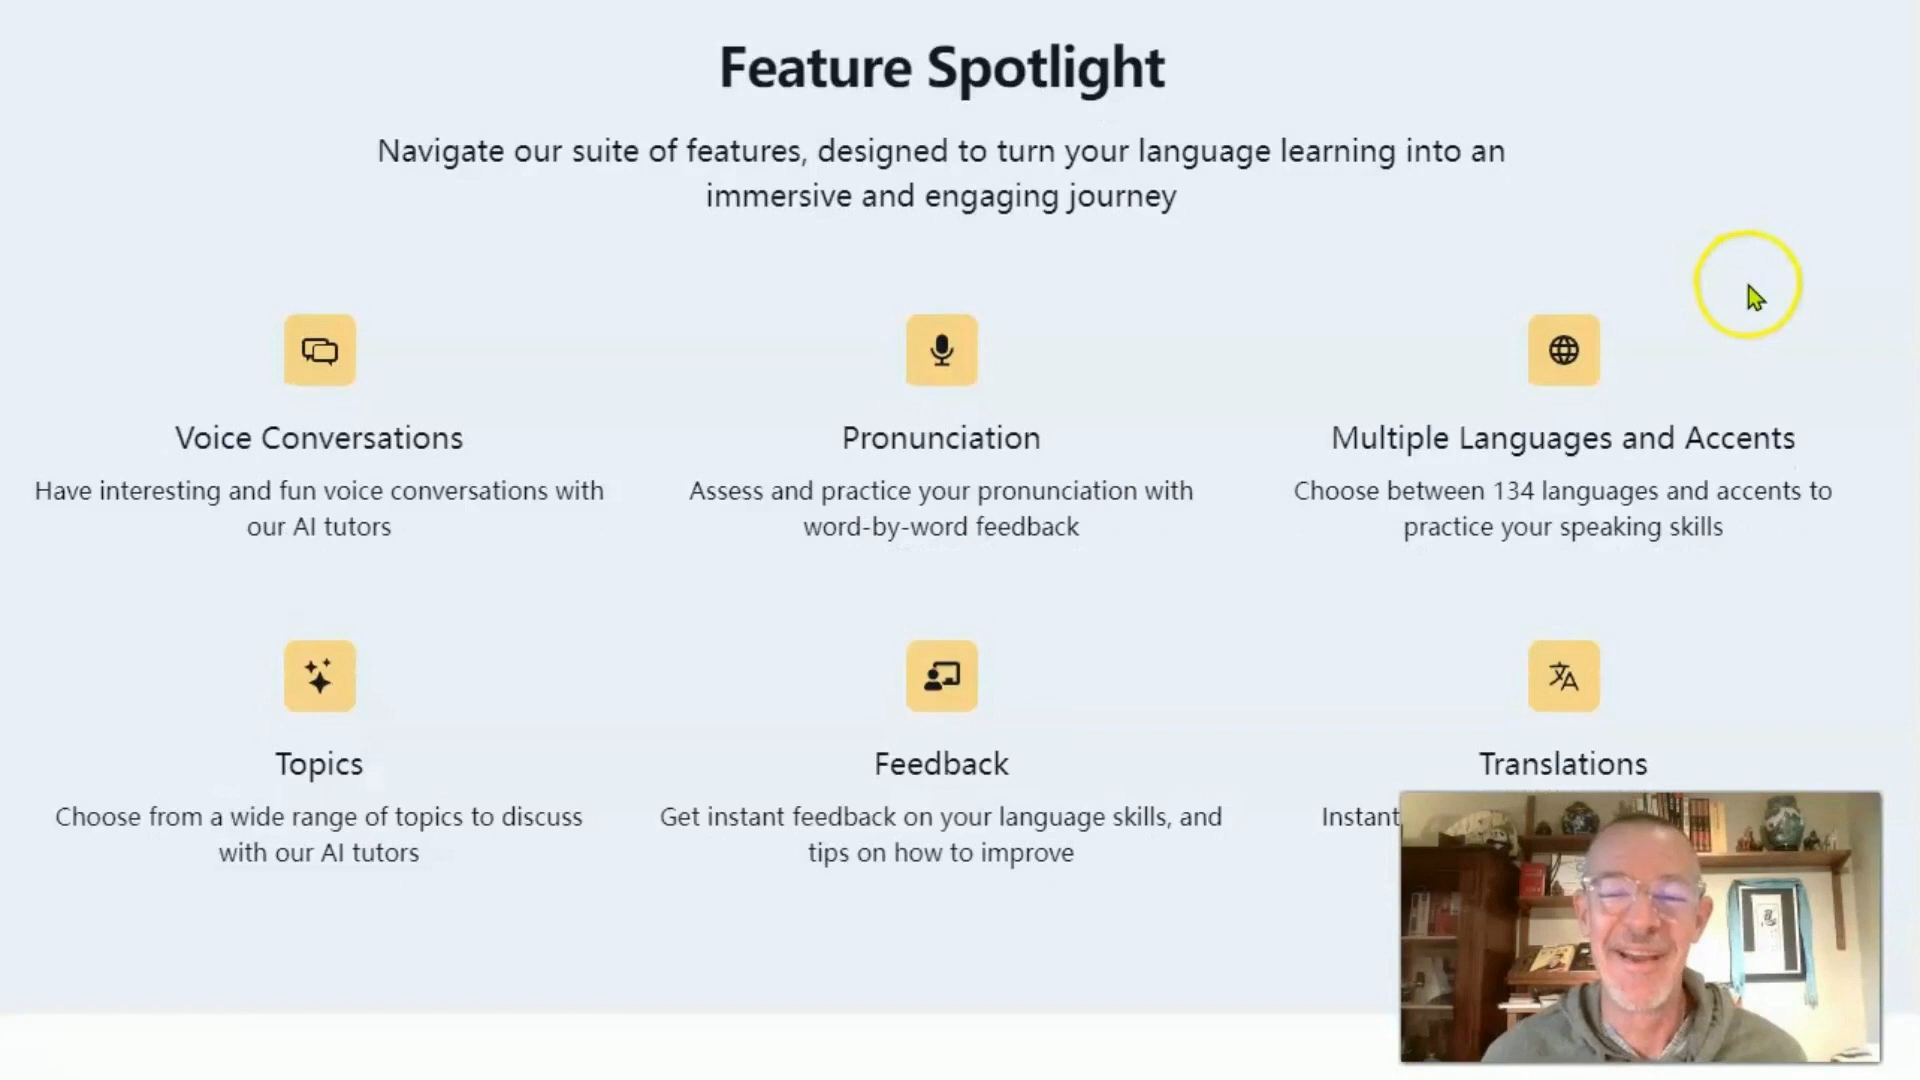 Feature Spotlight
Navigate our suite of features, designed to turn your language learning into an
immersive and engaging journey
Voice Conversations
Have interesting and fun voice conversations with
our AI tutors
Pronunciation
Assess and practice your pronunciation with
word-by-word feedback
Multiple Languages and Accents
Choose between 134 languages and accents to
practice your speaking skills
Topics
Choose from a wide range of topics to discuss
with our AI tutors
Feedback
Get instant feedback on your language skills, and
tips on how to improve
Translations
Instant